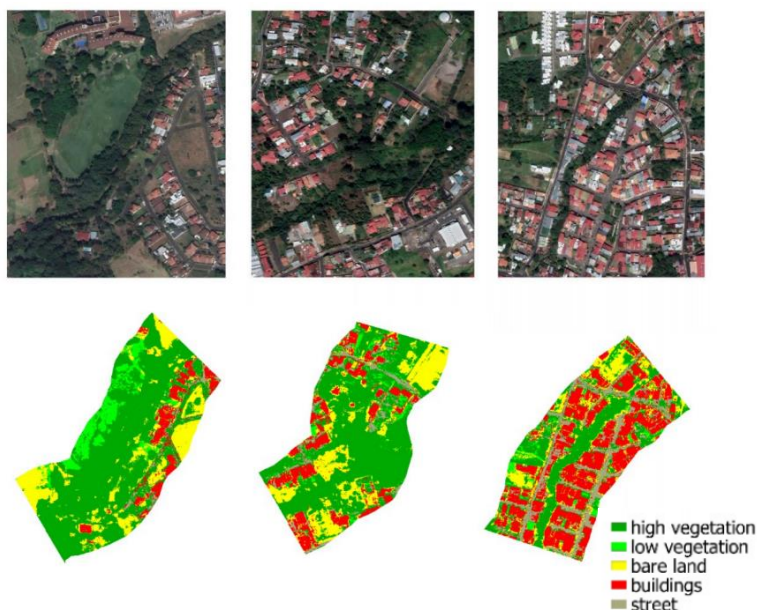 high vegetation
low vegetation
bare land
buildings
street